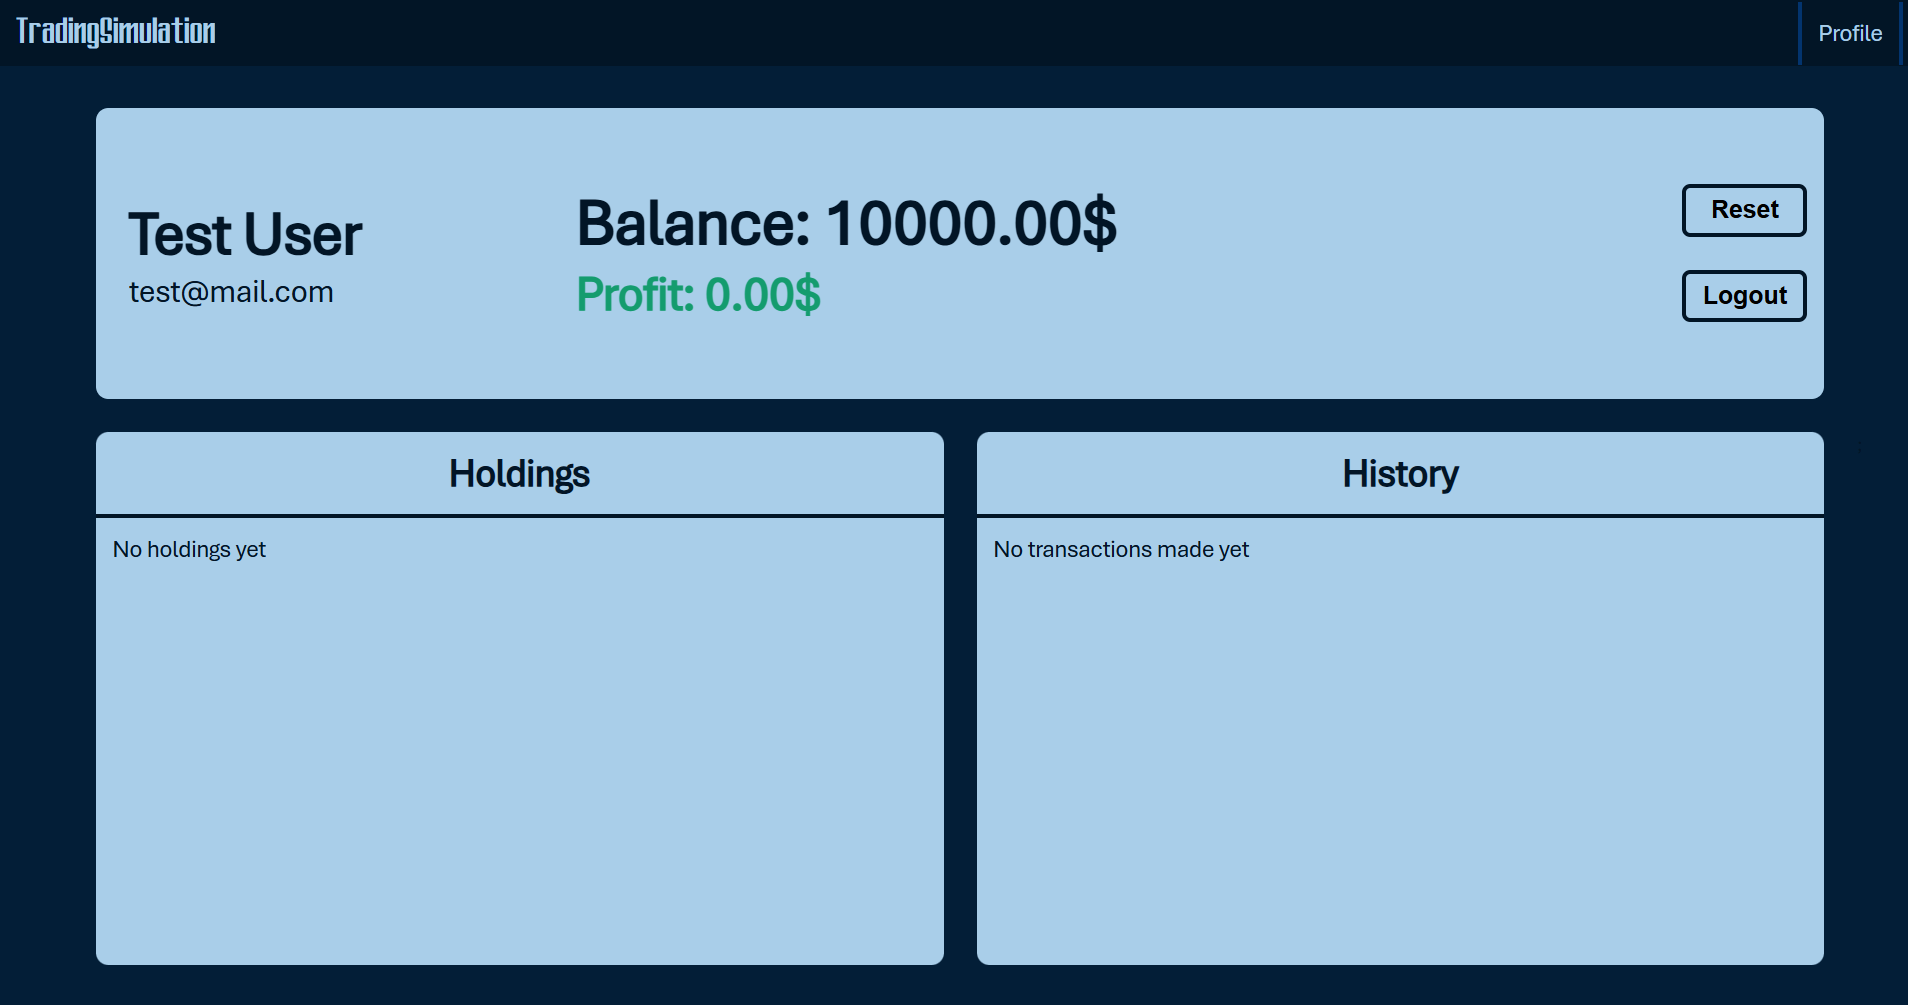 TradingSimulation
Profile
Test User
test@mail.com
Balance: 10000.00$
Profit: 0.00$
Reset
Logout
Holdings
No holdings yet
History
No transactions made yet